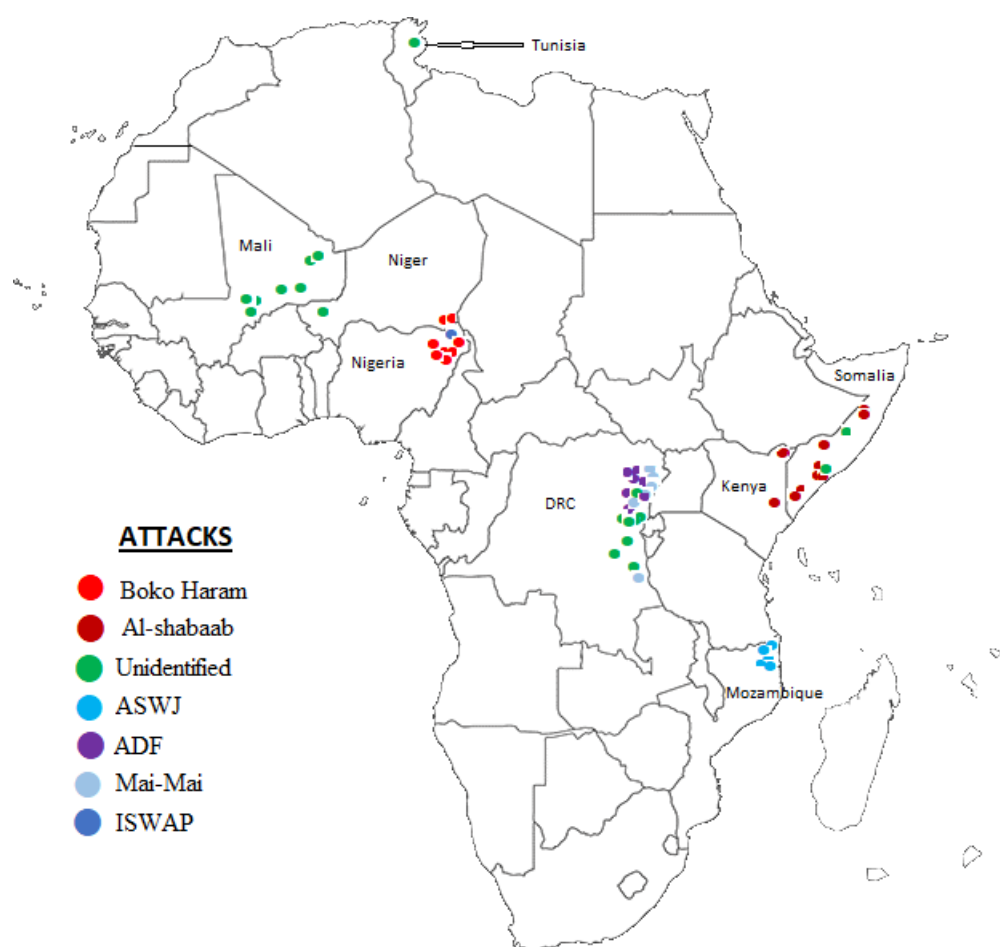 Tunisia
Mali
Niger
Nigeria
Somalia
Kenya
DRC
Mozambique
ATTACKS
Boko Haram
Al-shabaab
Unidentified
ASWJ
ADF
Mai-Mai
ISWAP